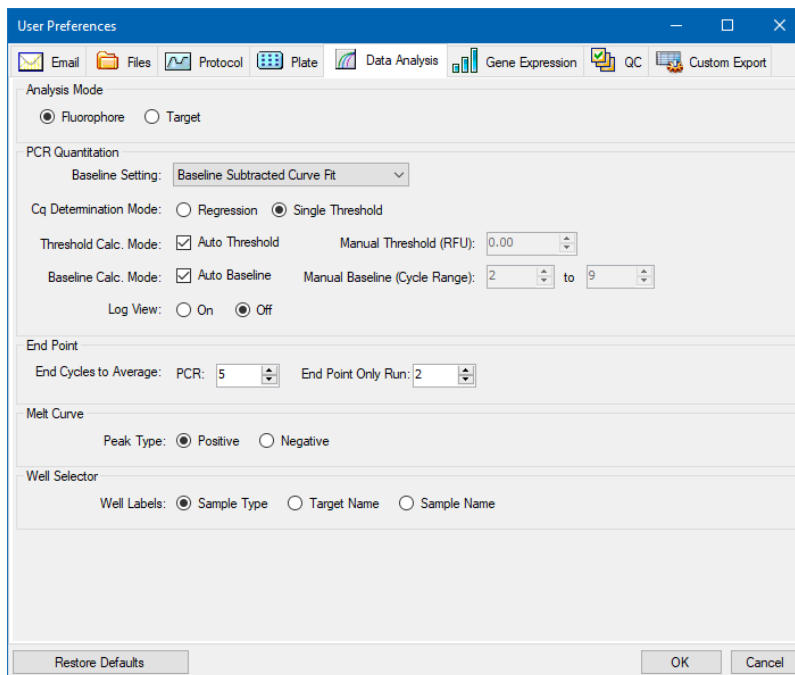 User Preferences
Email Files Protocol Plate Data Analysis Gene Expression QC Custom Export
Analysis Mode
Fluorophore Target
PCR Quantitation
Baseline Setting: Baseline Subtracted Curve Fit
Cq Determination Mode: Regression Single Threshold
Threshold Calc. Mode: Auto Threshold Manual Threshold (RFU): 0.00
Baseline Calc. Mode: Auto Baseline Manual Baseline (Cycle Range): 2 to 9
Log View: On Off
End Point
End Cycles to Average: PCR: 5 End Point Only Run: 2
Melt Curve
Peak Type: Positive Negative
Well Selector
Well Labels: Sample Type Target Name Sample Name
Restore Defaults OK Cancel